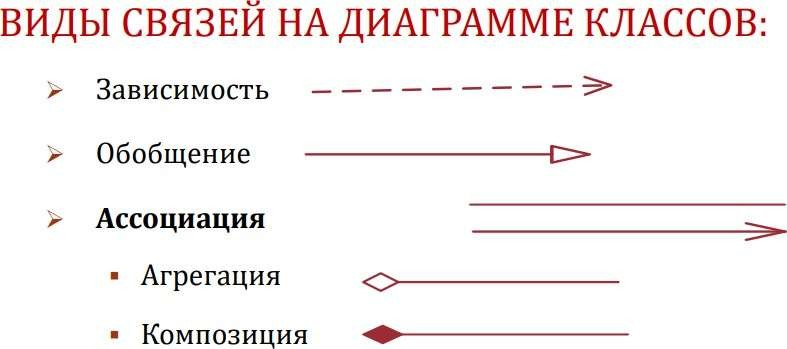 ВИДЫ СВЯЗЕЙ НА ДИАГРАММЕ КЛАССОВ:
Зависимость
Обобщение
Ассоциация
Агрегация
Композиция